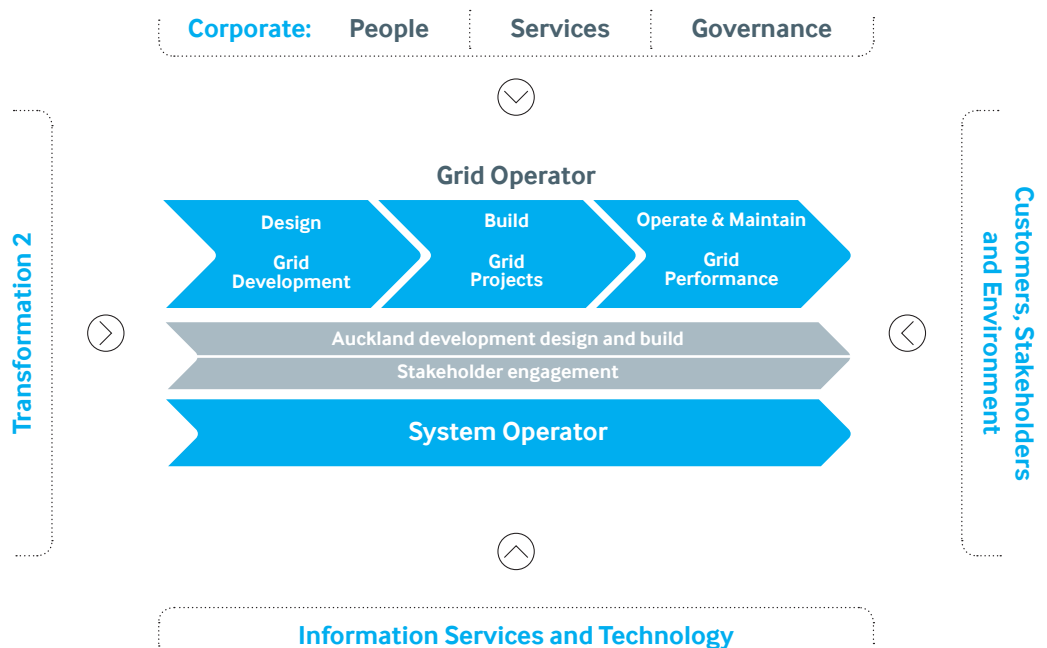 Corporate: People Services Governance
Grid Operator
Design
Grid
Development
Build
Grid
Projects
Operate & Maintain
Grid
Performance
Auckland development design and build
Stakeholder engagement
System Operator
Transformation 2
Customers, Stakeholders
and Environment
Information Services and Technology